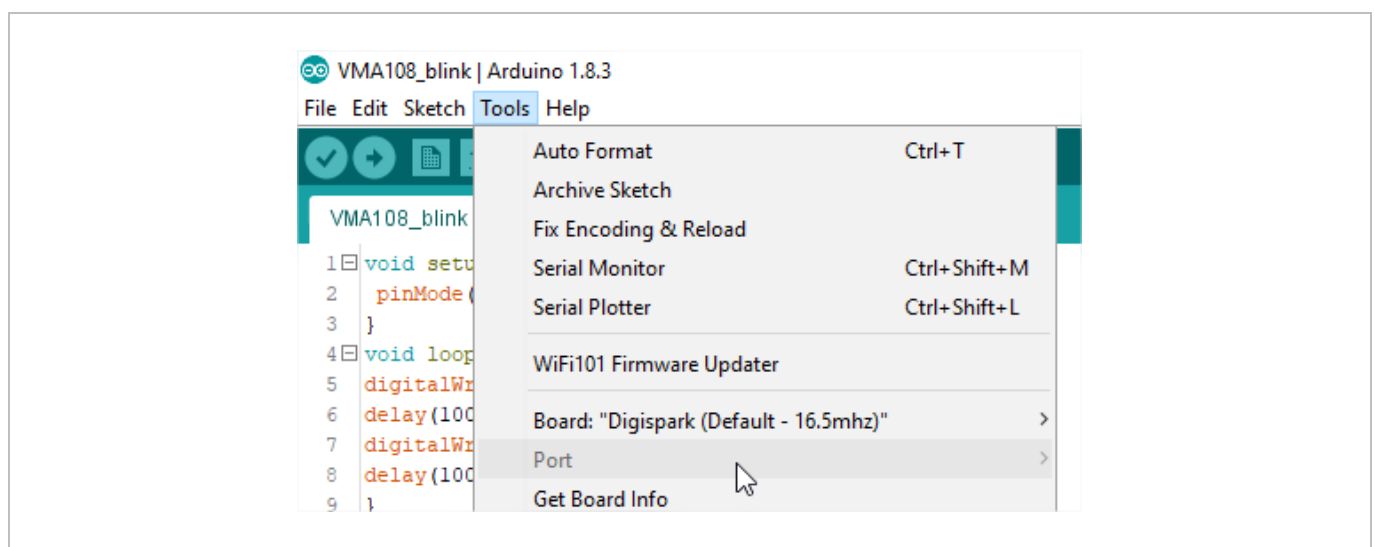 VMA108_blink | Arduino 1.8.3
File Edit Sketch Tools Help
Auto Format Ctrl+T
Archive Sketch
VMA108_blink
Fix Encoding & Reload
Serial Monitor Ctrl+Shift+M
Serial Plotter Ctrl+Shift+L
WiFi101 Firmware Updater
Board: "Digispark (Default - 16.5mhz)"
Port
Get Board Info
1 void setu
2 pinMode(
3 }
4 void loop
5 digitalWr
6 delay(100
7 digitalWr
8 delay(100
9 }